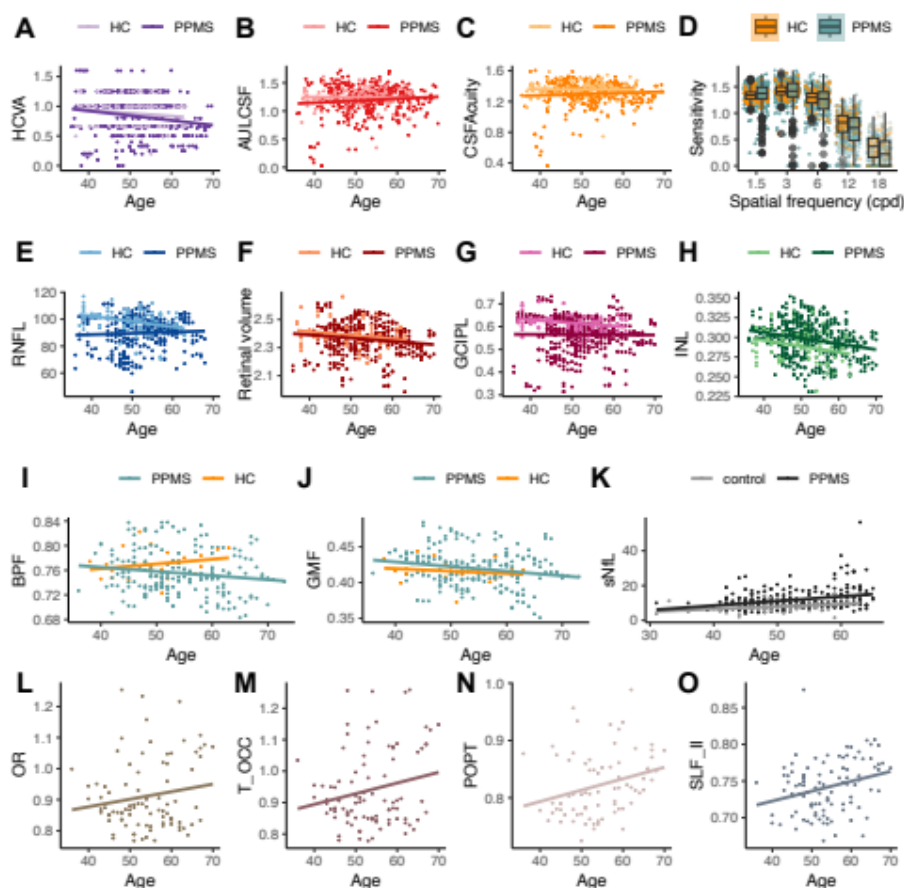 A HC PPMS
B HC PPMS
C HC PPMS
D HC PPMS
HCVA
1.5
1.0
0.5
0.0
40 50 60 70
Age
AULCSF
1.5
1.0
0.5
0.0
40 50 60 70
Age
CSFAcuity
1.6
1.2
0.8
0.4
40 50 60 70
Age
Sensitivity
1.5
1.0
0.5
0.0
1.5 3 6 12 18
Spatial frequency (cpd)
E HC PPMS
F HC PPMS
G HC PPMS
H HC PPMS
RNFL
120
100
80
60
40 50 60 70
Age
Retinal volume
2.5
2.3
2.1
40 50 60 70
Age
GCIPL
0.7
0.6
0.5
0.4
0.3
40 50 60 70
Age
INL
0.350
0.325
0.300
0.275
0.250
0.225
40 50 60 70
Age
I PPMS HC
J PPMS HC
K control PPMS
BPF
0.84
0.80
0.76
0.72
0.68
40 50 60 70
Age
GMF
0.45
0.40
0.35
40 50 60 70
Age
sNfL
40
20
0
30 40 50 60
Age
L
M
N
O
OR
1.2
1.1
1.0
0.9
0.8
40 50 60 70
Age
T_OCC
1.2
1.1
1.0
0.9
0.8
40 50 60 70
Age
POPT
1.0
0.9
0.8
40 50 60 70
Age
SLF_II
0.85
0.80
0.75
0.70
40 50 60 70
Age